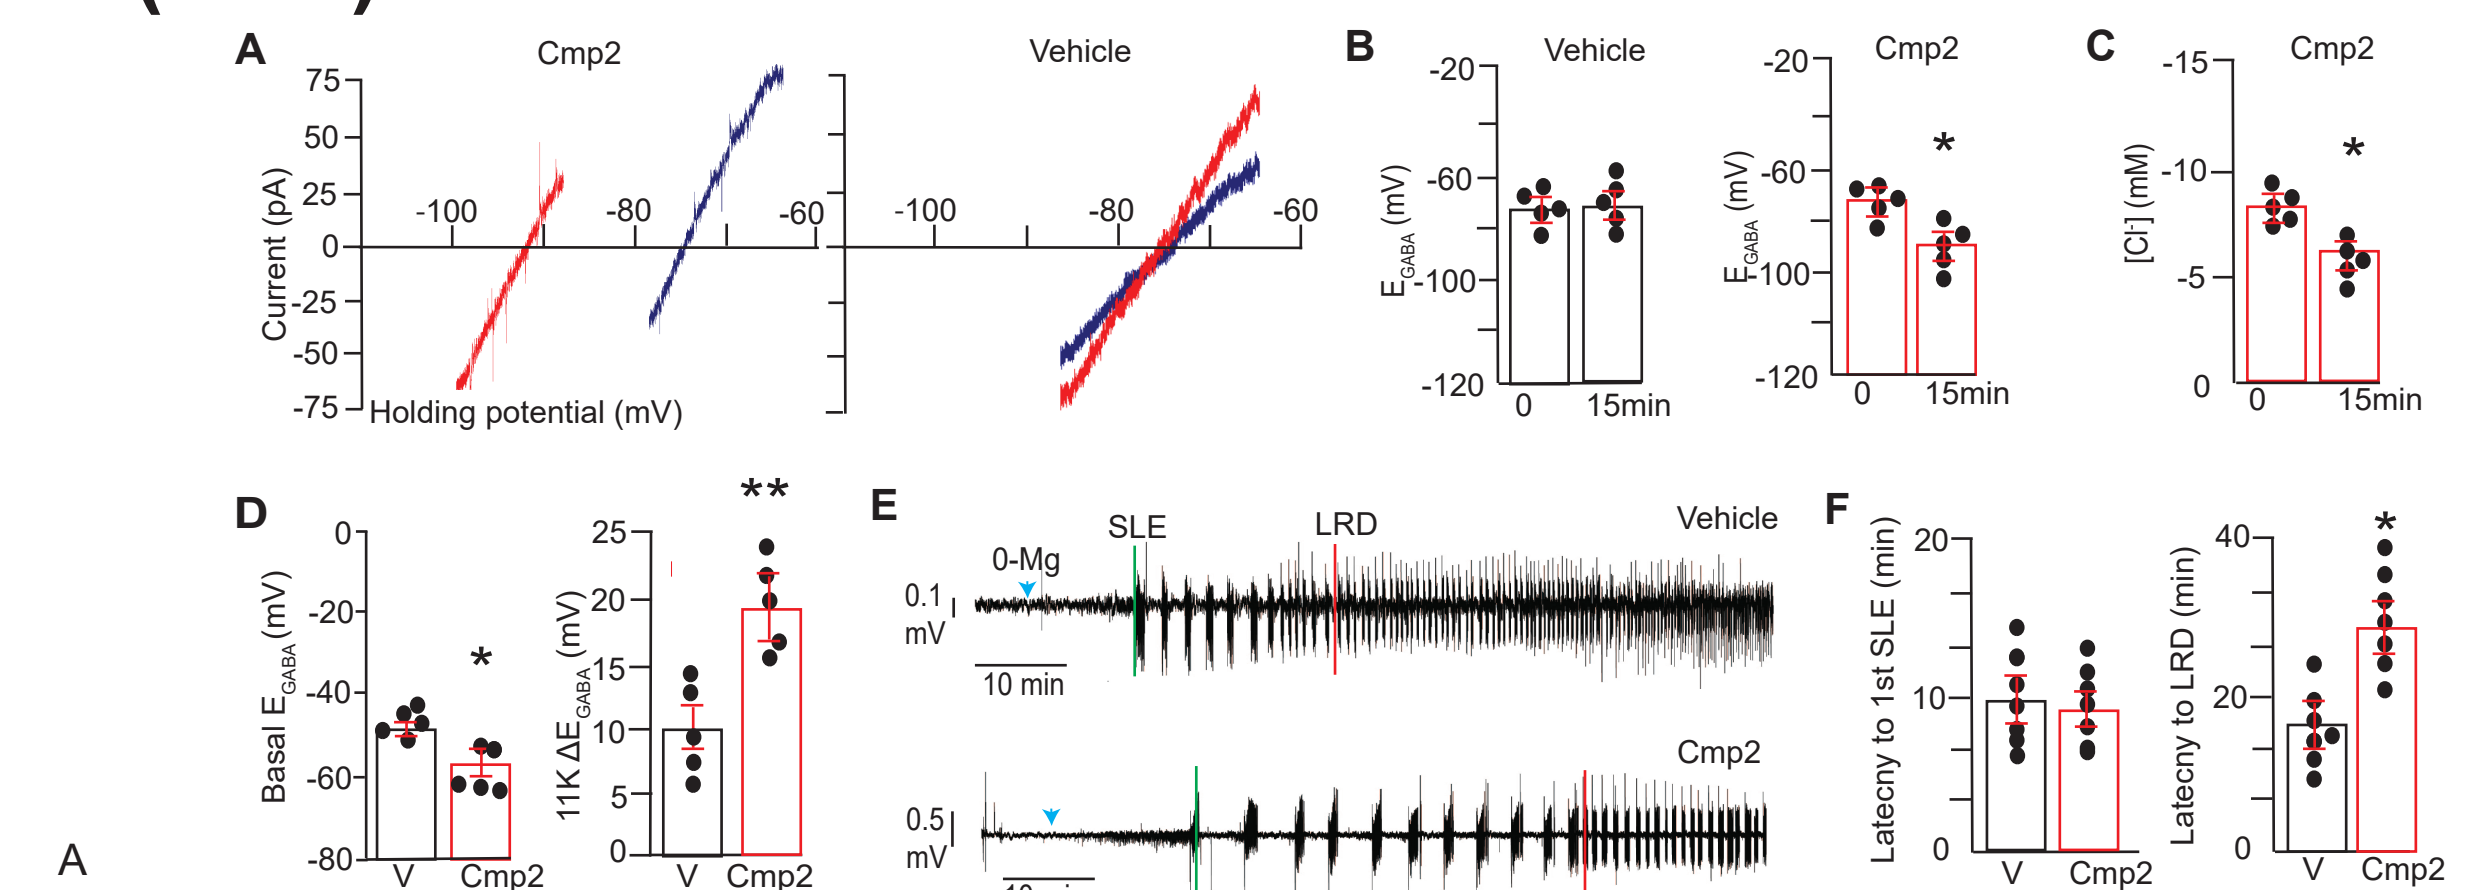 A
Cmp2
Vehicle
75
50
25
0
-25
-50
-75
Current (pA)
-100
-80
-60
-100
-80
-60
Holding potential (mV)
B
Vehicle
-20
-60
-100
-120
EGABA (mV)
0
15min
Cmp2
-20
-60
-100
-120
EGABA (mV)
*
0
15min
C
Cmp2
-15
-10
-5
0
[Cl-] (mM)
*
0
15min
D
0
-20
-40
-60
-80
Basal EGABA (mV)
*
V
Cmp2
**
25
20
15
10
5
0
11K ΔEGABA (mV)
V
Cmp2
E
SLE
LRD
Vehicle
0-Mg
0.1
mV
10 min
Cmp2
0.5
mV
F
20
10
0
Latecny to 1st SLE (min)
V
Cmp2
*
40
20
0
Latecny to LRD (min)
V
Cmp2
A